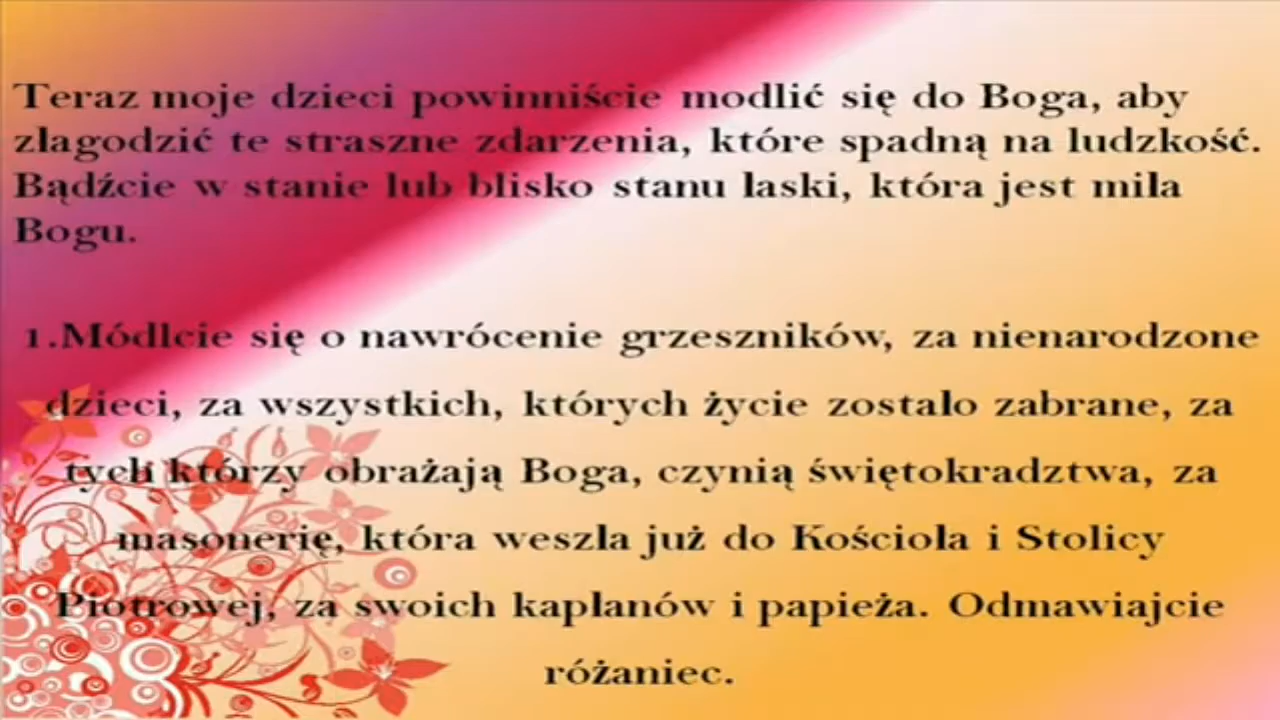 Teraz moje dzieci powinniście modlić się do Boga, aby
złagodzić te straszne zdarzenia, które spadną na ludzkość.
Bądźcie w stanie lub blisko stanu łaski, która jest miła
Bogu.
1.Módlcie się o nawrócenie grzeszników, za nienarodzone
dzieci, za wszystkich, których życie zostało zabrane, za
tych którzy obrażają Boga, czynią świętokradztwa, za
masonerię, która weszła już do Kościoła i Stolicy
Piotrowej, za swoich kapłanów i papieża. Odmawiajcie
różaniec.